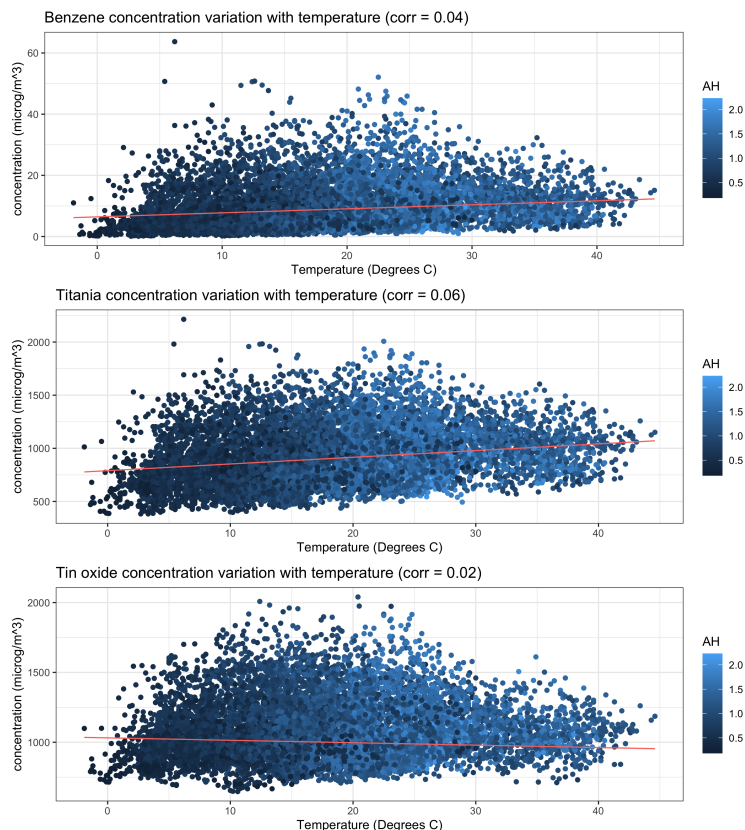 Benzene concentration variation with temperature (corr = 0.04)
concentration (microg/m^3)
60
40
20
0
0 10 20 30 40
Temperature (Degrees C)
AH
2.0
1.5
1.0
0.5
Titania concentration variation with temperature (corr = 0.06)
concentration (microg/m^3)
2000
1500
1000
500
0 10 20 30 40
Temperature (Degrees C)
AH
2.0
1.5
1.0
0.5
Tin oxide concentration variation with temperature (corr = 0.02)
concentration (microg/m^3)
2000
1500
1000
0 10 20 30 40
Temperature (Degrees C)
AH
2.0
1.5
1.0
0.5